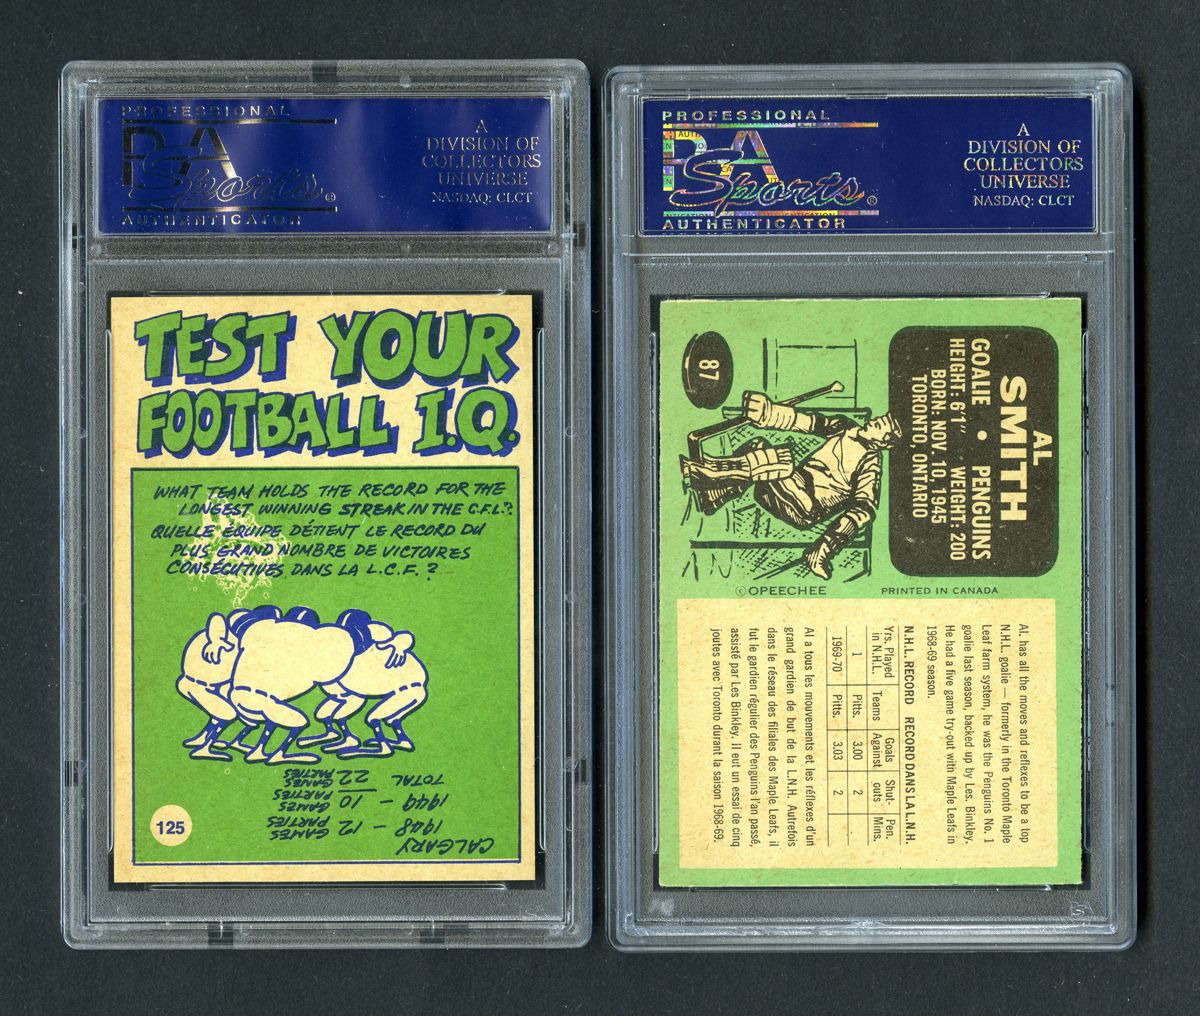 PROFESSIONAL
PSA
Sports®
AUTHENTICATOR
A
DIVISION OF
COLLECTORS
UNIVERSE
NASDAQ: CLCT
TEST YOUR
FOOTBALL I.Q.
WHAT TEAM HOLDS THE RECORD FOR THE
LONGEST WINNING STREAK IN THE C.F.L.?
QUELLE ÉQUIPE DÉTIENT LE RECORD DU
PLUS GRAND NOMBRE DE VICTOIRES
CONSÉCUTIVES DANS LA L.C.F.?
CALGARY
1948 - 12 GAMES
PARTIES
1949 - 10 GAMES
PARTIES
TOTAL 22 GAMES
PARTIES
125
PROFESSIONAL
PSA
Sports®
AUTHENTICATOR
A
DIVISION OF
COLLECTORS
UNIVERSE
NASDAQ: CLCT
87
AL
SMITH
GOALIE • PENGUINS
HEIGHT: 6'1" WEIGHT: 200
BORN: NOV. 10, 1945
TORONTO, ONTARIO
©OPEECHEE PRINTED IN CANADA
Al, has all the moves and reflexes to be a top
N.H.L. goalie — formerly in the Toronto Maple
Leaf farm system, he was the Penguins No. 1
goalie last season, backed up by Les. Binkley.
He had a five game try-out with Maple Leafs in
1968-69 season.
N.H.L. RECORD RECORD DANS LA L.N.H.
Yrs. Played Teams Goals Shut- Pen.
in N.H.L. Against outs Mins.
1 Pitts. 3.00 2
1969-70 Pitts. 3.03 2
Al a tous les mouvements et les réflexes d'un
grand gardien de but de la L.N.H. Autrefois
dans le réseau des filiales des Maple Leafs, il
fut le gardien régulier des Penguins l'an passé,
assisté par Les Binkley. Il eut un essai de cinq
joutes avec Toronto durant la saison 1968-69.